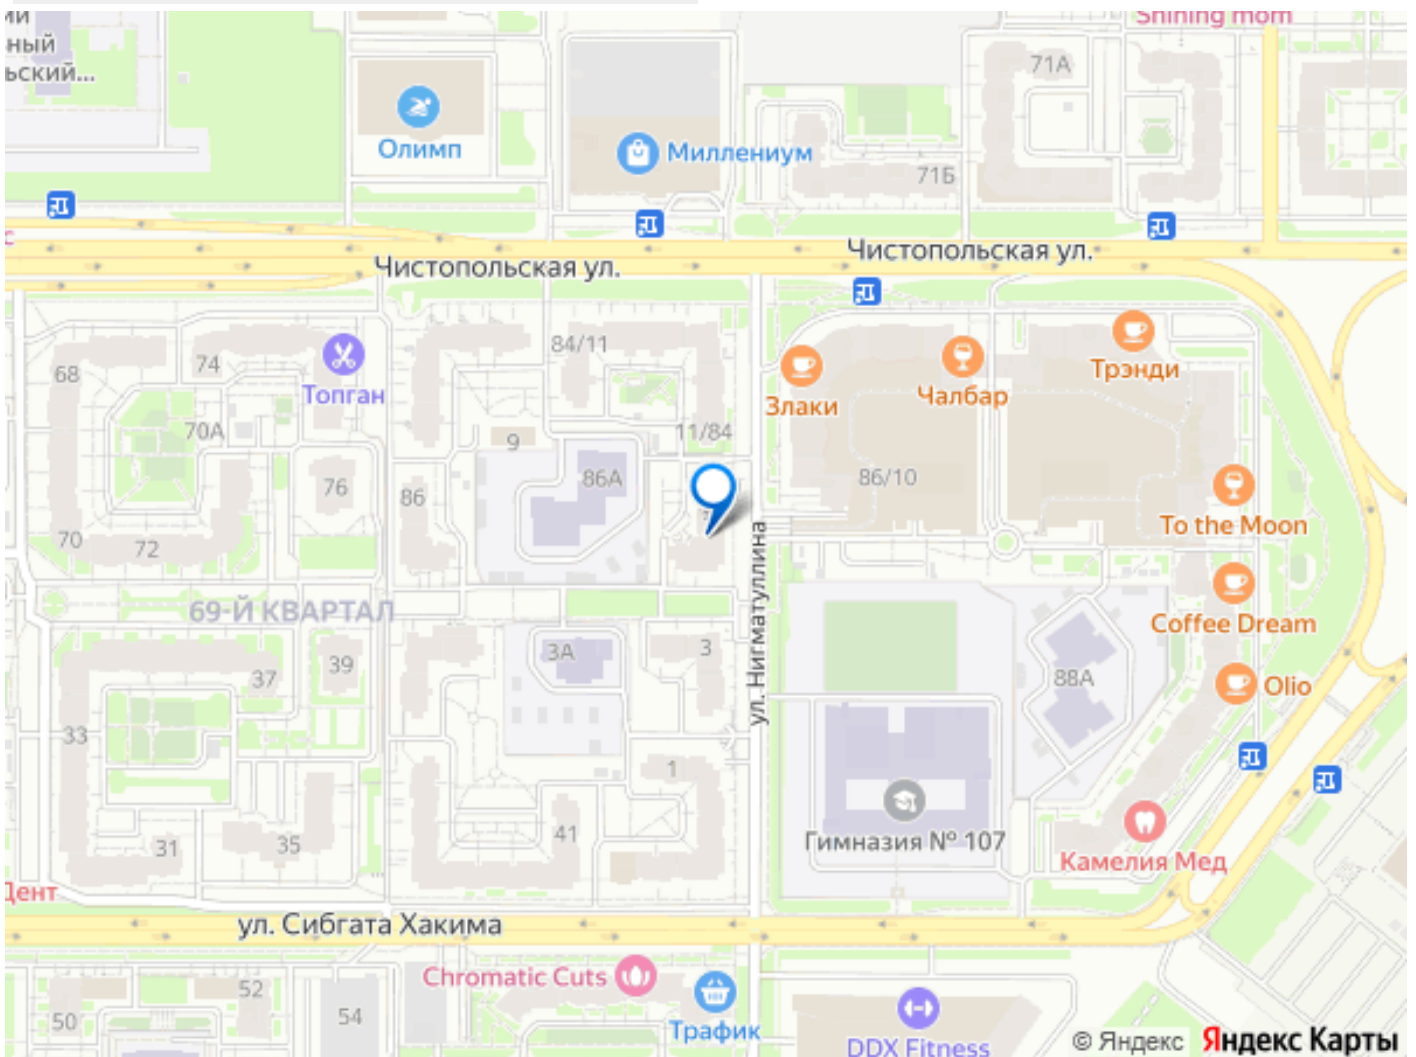 ный
ьский...
Shining mom
71А
Олимп
Миллениум
71Б
Чистопольская ул.
Чистопольская ул.
84/11
74
68
Топган
Злаки
Чалбар
Трэнди
70А
9
11/84
76
86
86А
86/10
To the Moon
70
72
ул. Нигматуллина
69-Й КВАРТАЛ
Coffee Dream
39
3А
3
37
88А
Olio
33
1
41
35
31
Гимназия № 107
Камелия Мед
Дент
ул. Сибгата Хакима
52
Chromatic Cuts
50
54
Трафик
DDX Fitness
© Яндекс Яндекс Карты